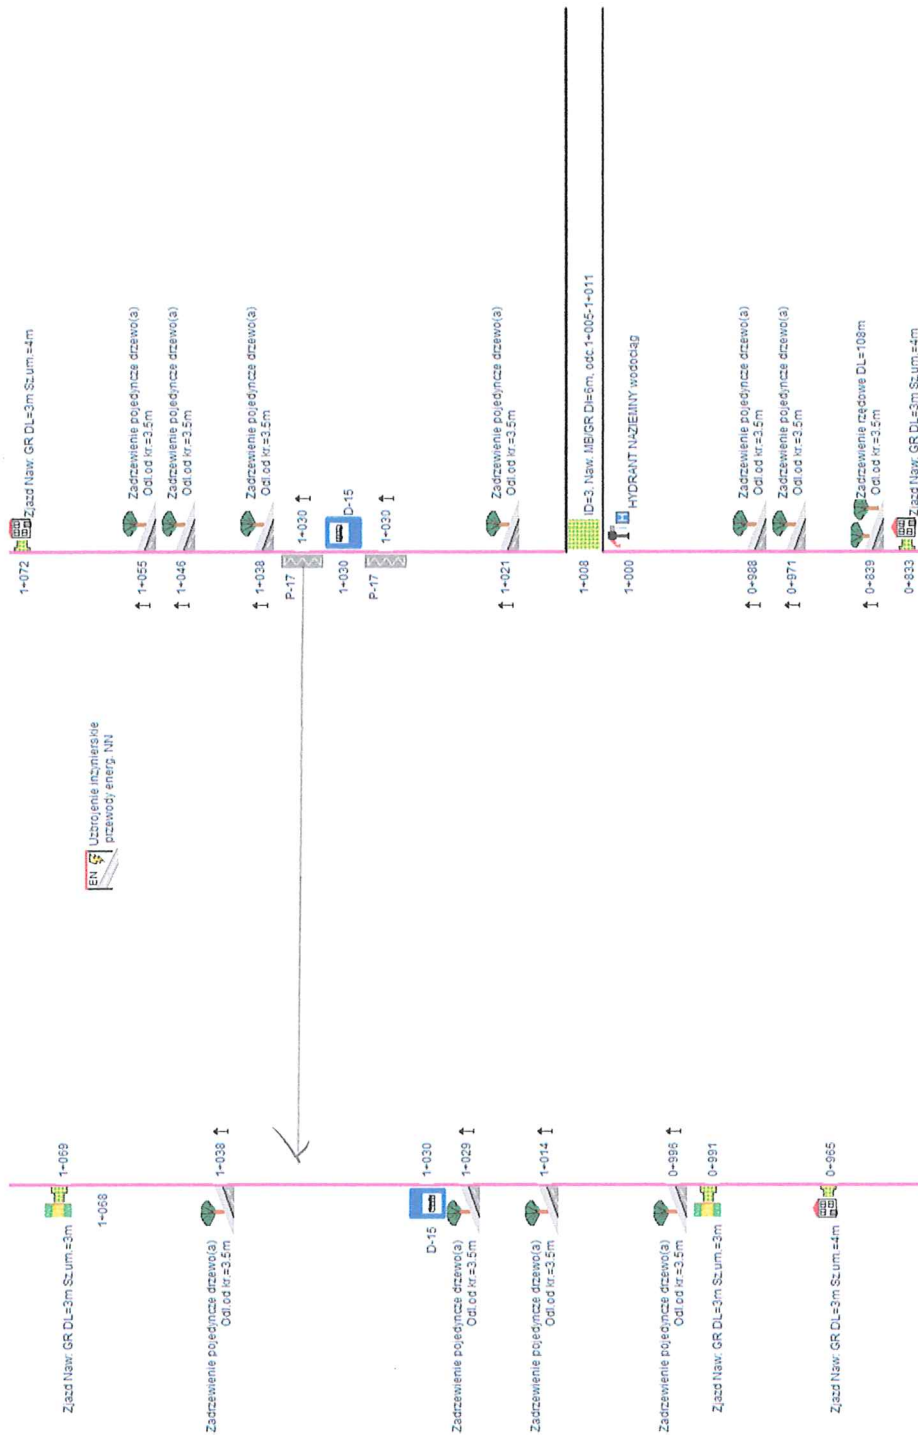 1+072
Zjazd Naw: GR DL=3m Sz.um.=4m
1+055
Zadrzewienie pojedyncze drzewo(a)
Odl.od kr.=3.5m
1+046
Zadrzewienie pojedyncze drzewo(a)
Odl.od kr.=3.5m
1+038
Zadrzewienie pojedyncze drzewo(a)
Odl.od kr.=3.5m
P-17
1+030
1+030
D-15
P-17
1+030
1+021
Zadrzewienie pojedyncze drzewo(a)
Odl.od kr.=3.5m
1+008
ID=3, Naw: MB/GR Dł=6m, odc.1+005-1+011
1+000
H
HYDRANT NAZIEMNY wodociąg
0+988
Zadrzewienie pojedyncze drzewo(a)
Odl.od kr.=3.5m
0+971
Zadrzewienie pojedyncze drzewo(a)
Odl.od kr.=3.5m
0+839
Zadrzewienie rzędowe DL=108m
Odl.od kr.=3.5m
0+833
Zjazd Naw: GR DL=3m Sz.um.=4m
EN
Uzbrojenie inżynierskie
przewody energ. NN
Zjazd Naw: GR DL=3m Sz.um.=3m
1+069
1+068
Zadrzewienie pojedyncze drzewo(a)
Odl.od kr.=3.5m
1+038
D-15
1+030
Zadrzewienie pojedyncze drzewo(a)
Odl.od kr.=3.5m
1+029
Zadrzewienie pojedyncze drzewo(a)
Odl.od kr.=3.5m
1+014
Zadrzewienie pojedyncze drzewo(a)
Odl.od kr.=3.5m
0+996
Zjazd Naw: GR DL=3m Sz.um.=3m
0+991
Zjazd Naw: GR DL=3m Sz.um.=4m
0+965